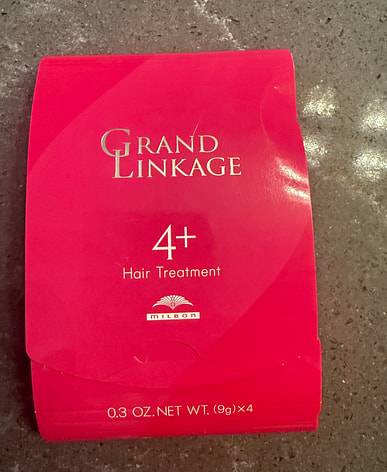 GRAND
LINKAGE
4+
Hair Treatment
MILBON
0.3 OZ. NET WT. (9g)×4